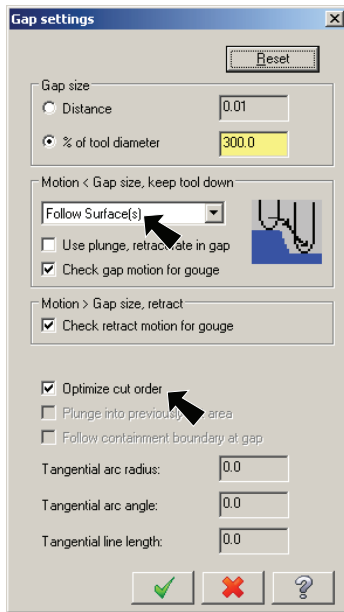 Gap settings
Reset
Gap size
Distance 0.01
% of tool diameter 300.0
Motion < Gap size, keep tool down
Follow Surface(s)
Use plunge, retract rate in gap
Check gap motion for gouge
Motion > Gap size, retract
Check retract motion for gouge
Optimize cut order
Plunge into previously area
Follow containment boundary at gap
Tangential arc radius: 0.0
Tangential arc angle: 0.0
Tangential line length: 0.0